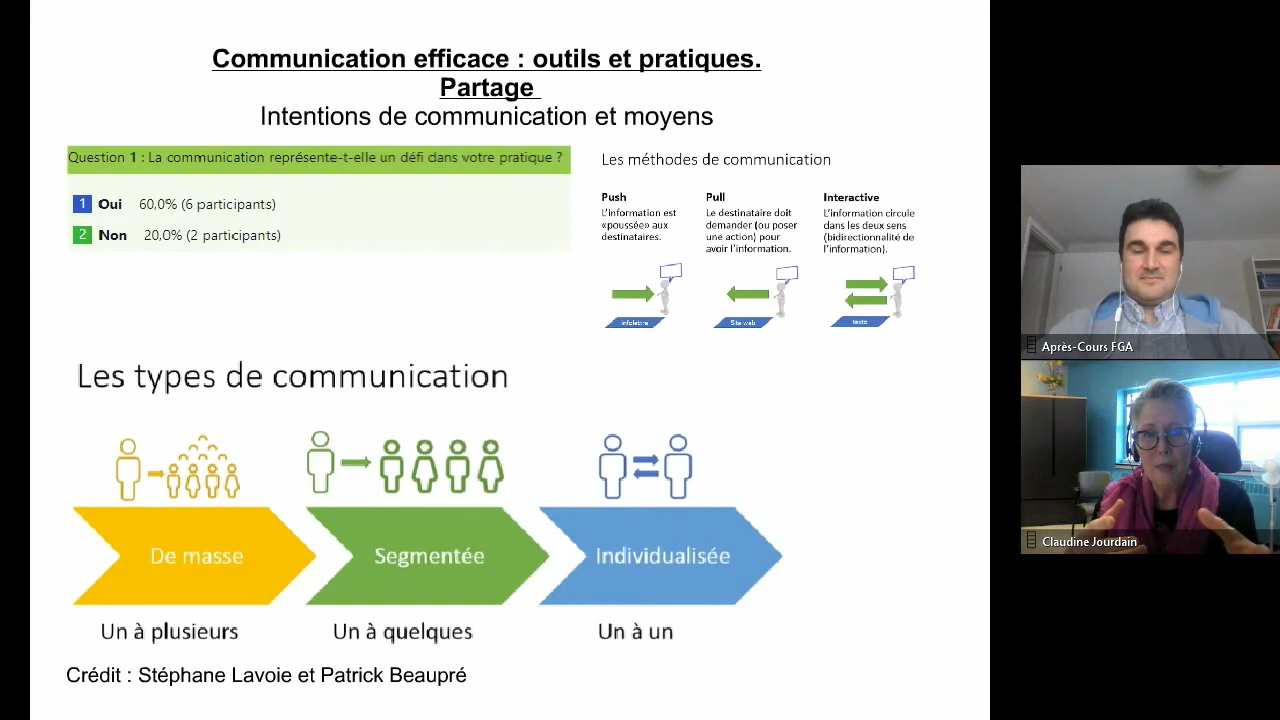 Communication efficace : outils et pratiques.
Partage
Intentions de communication et moyens
Question 1 : La communication représente-t-elle un défi dans votre pratique ?
1 Oui 60,0% (6 participants)
2 Non 20,0% (2 participants)
Les méthodes de communication
Push
L'information est
«poussée» aux
destinataires.
Infolettre
Pull
Le destinataire doit
demander (ou poser
une action) pour
avoir l'information.
Site web
Interactive
L'information circule
dans les deux sens
(bidirectionnalité de
l'information).
texto
Les types de communication
De masse
Segmentée
Individualisée
Un à plusieurs
Un à quelques
Un à un
Crédit : Stéphane Lavoie et Patrick Beaupré
Après-Cours FGA
Claudine Jourdain